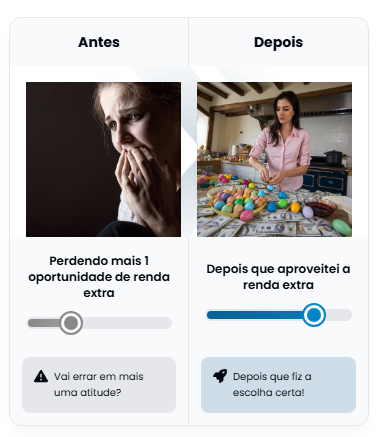 Antes
Depois
Perdendo mais 1
oportunidade de renda
extra
Depois que aproveitei a
renda extra
Vai errar em mais
uma atitude?
Depois que fiz a
escolha certa!